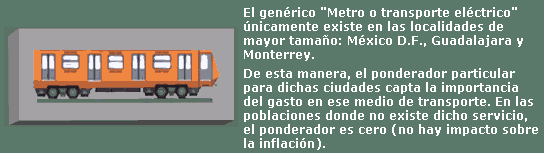 El genérico "Metro o transporte eléctrico"
únicamente existe en las localidades de
mayor tamaño: México D.F., Guadalajara y
Monterrey.
De esta manera, el ponderador particular
para dichas ciudades capta la importancia
del gasto en ese medio de transporte. En las
poblaciones donde no existe dicho servicio,
el ponderador es cero (no hay impacto sobre
la inflación).